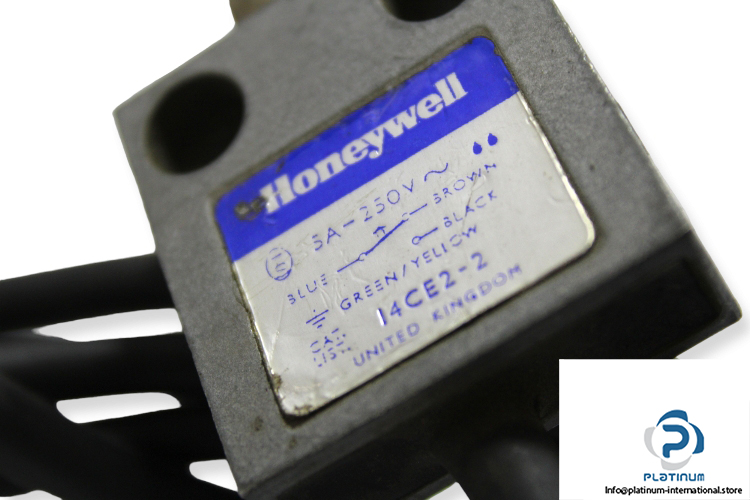 Honeywell
5A-250V ~
BROWN
BLACK
BLUE
GREEN/YELLOW
CAT. 14CE2-2
LIST
UNITED KINGDOM
PLATINUM
Info@platinum-international.store